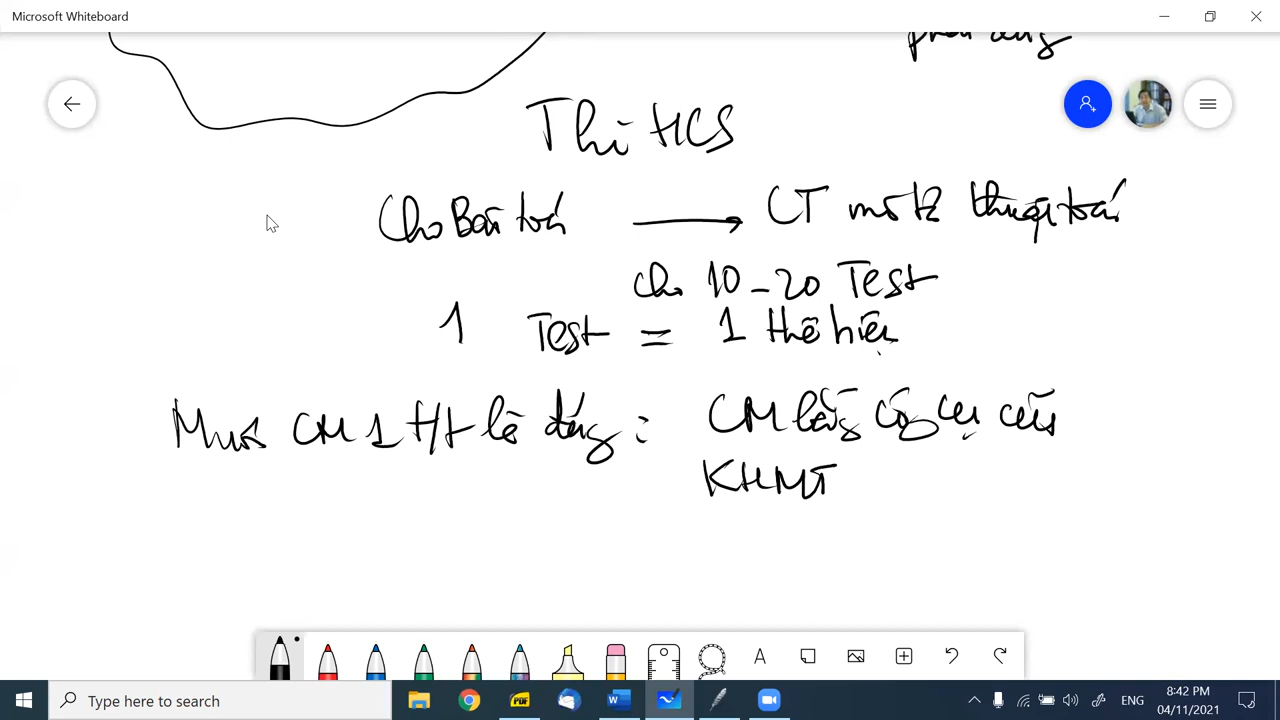 Microsoft Whiteboard
Thi HCS
Cho Bài toán → CT mô tả thuật toán
cho 10 - 20 Test
1 Test = 1 thể hiện
Muốn CM 1 t/t là đúng : CM bằng công cụ của
KHMT
A
Type here to search
PDF
ENG
8:42 PM
04/11/2021